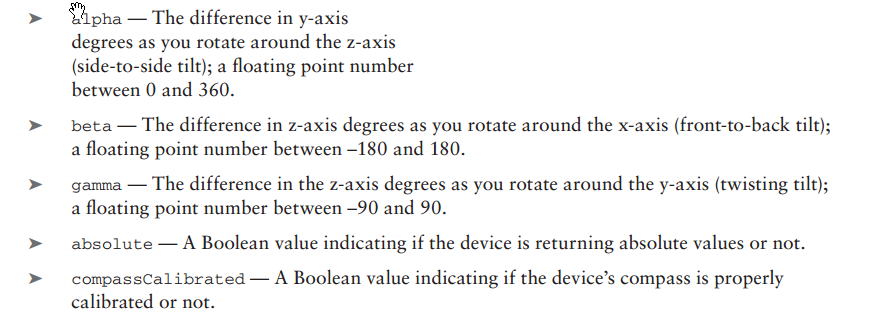 ➤ alpha — The difference in y-axis
degrees as you rotate around the z-axis
(side-to-side tilt); a floating point number
between 0 and 360.
➤ beta — The difference in z-axis degrees as you rotate around the x-axis (front-to-back tilt);
a floating point number between –180 and 180.
➤ gamma — The difference in the z-axis degrees as you rotate around the y-axis (twisting tilt);
a floating point number between –90 and 90.
➤ absolute — A Boolean value indicating if the device is returning absolute values or not.
➤ compassCalibrated — A Boolean value indicating if the device’s compass is properly
calibrated or not.